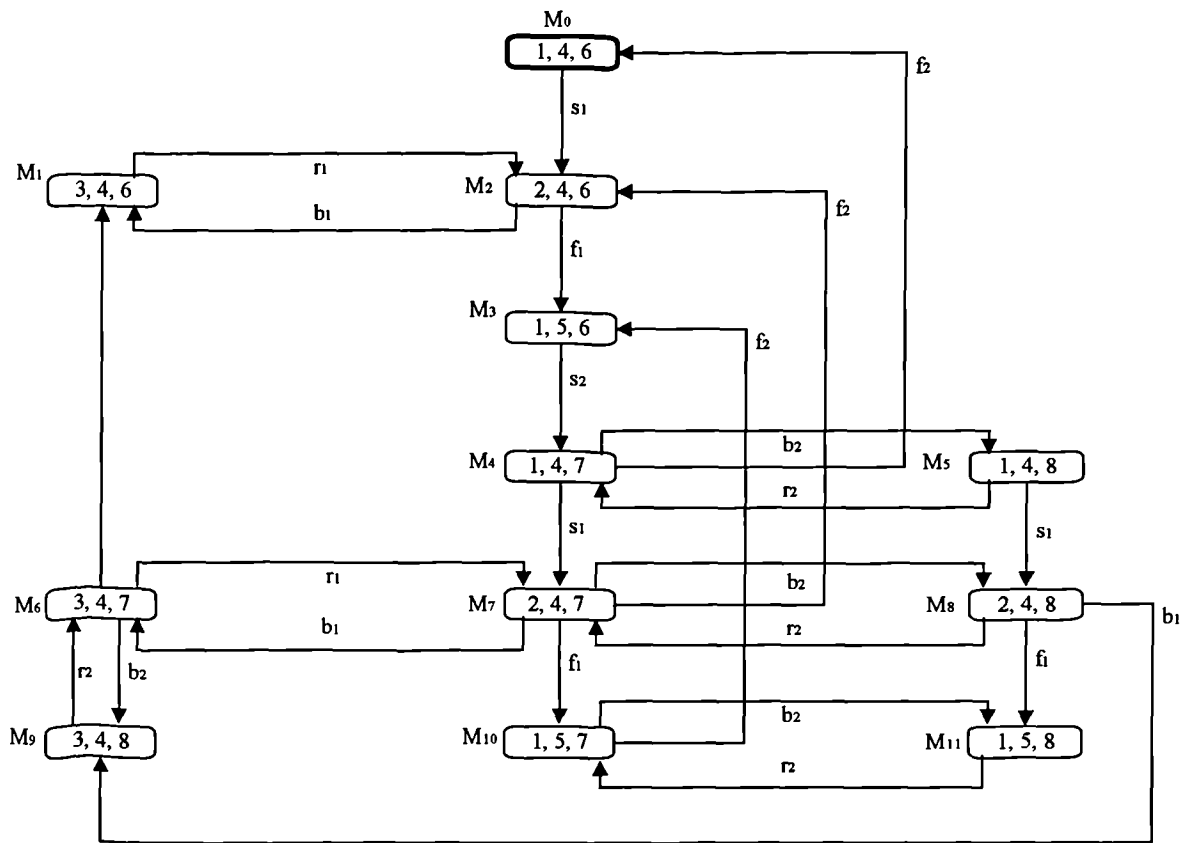 M₀
1, 4, 6
f₂
s₁
M₁
3, 4, 6
r₁
M₂
2, 4, 6
b₁
f₂
f₁
M₃
1, 5, 6
f₂
s₂
M₄
1, 4, 7
b₂
M₅
1, 4, 8
r₂
s₁
s₁
M₆
3, 4, 7
r₁
M₇
2, 4, 7
b₂
M₈
2, 4, 8
b₁
b₁
r₂
r₂
b₂
f₁
f₁
M₉
3, 4, 8
M₁₀
1, 5, 7
b₂
M₁₁
1, 5, 8
r₂